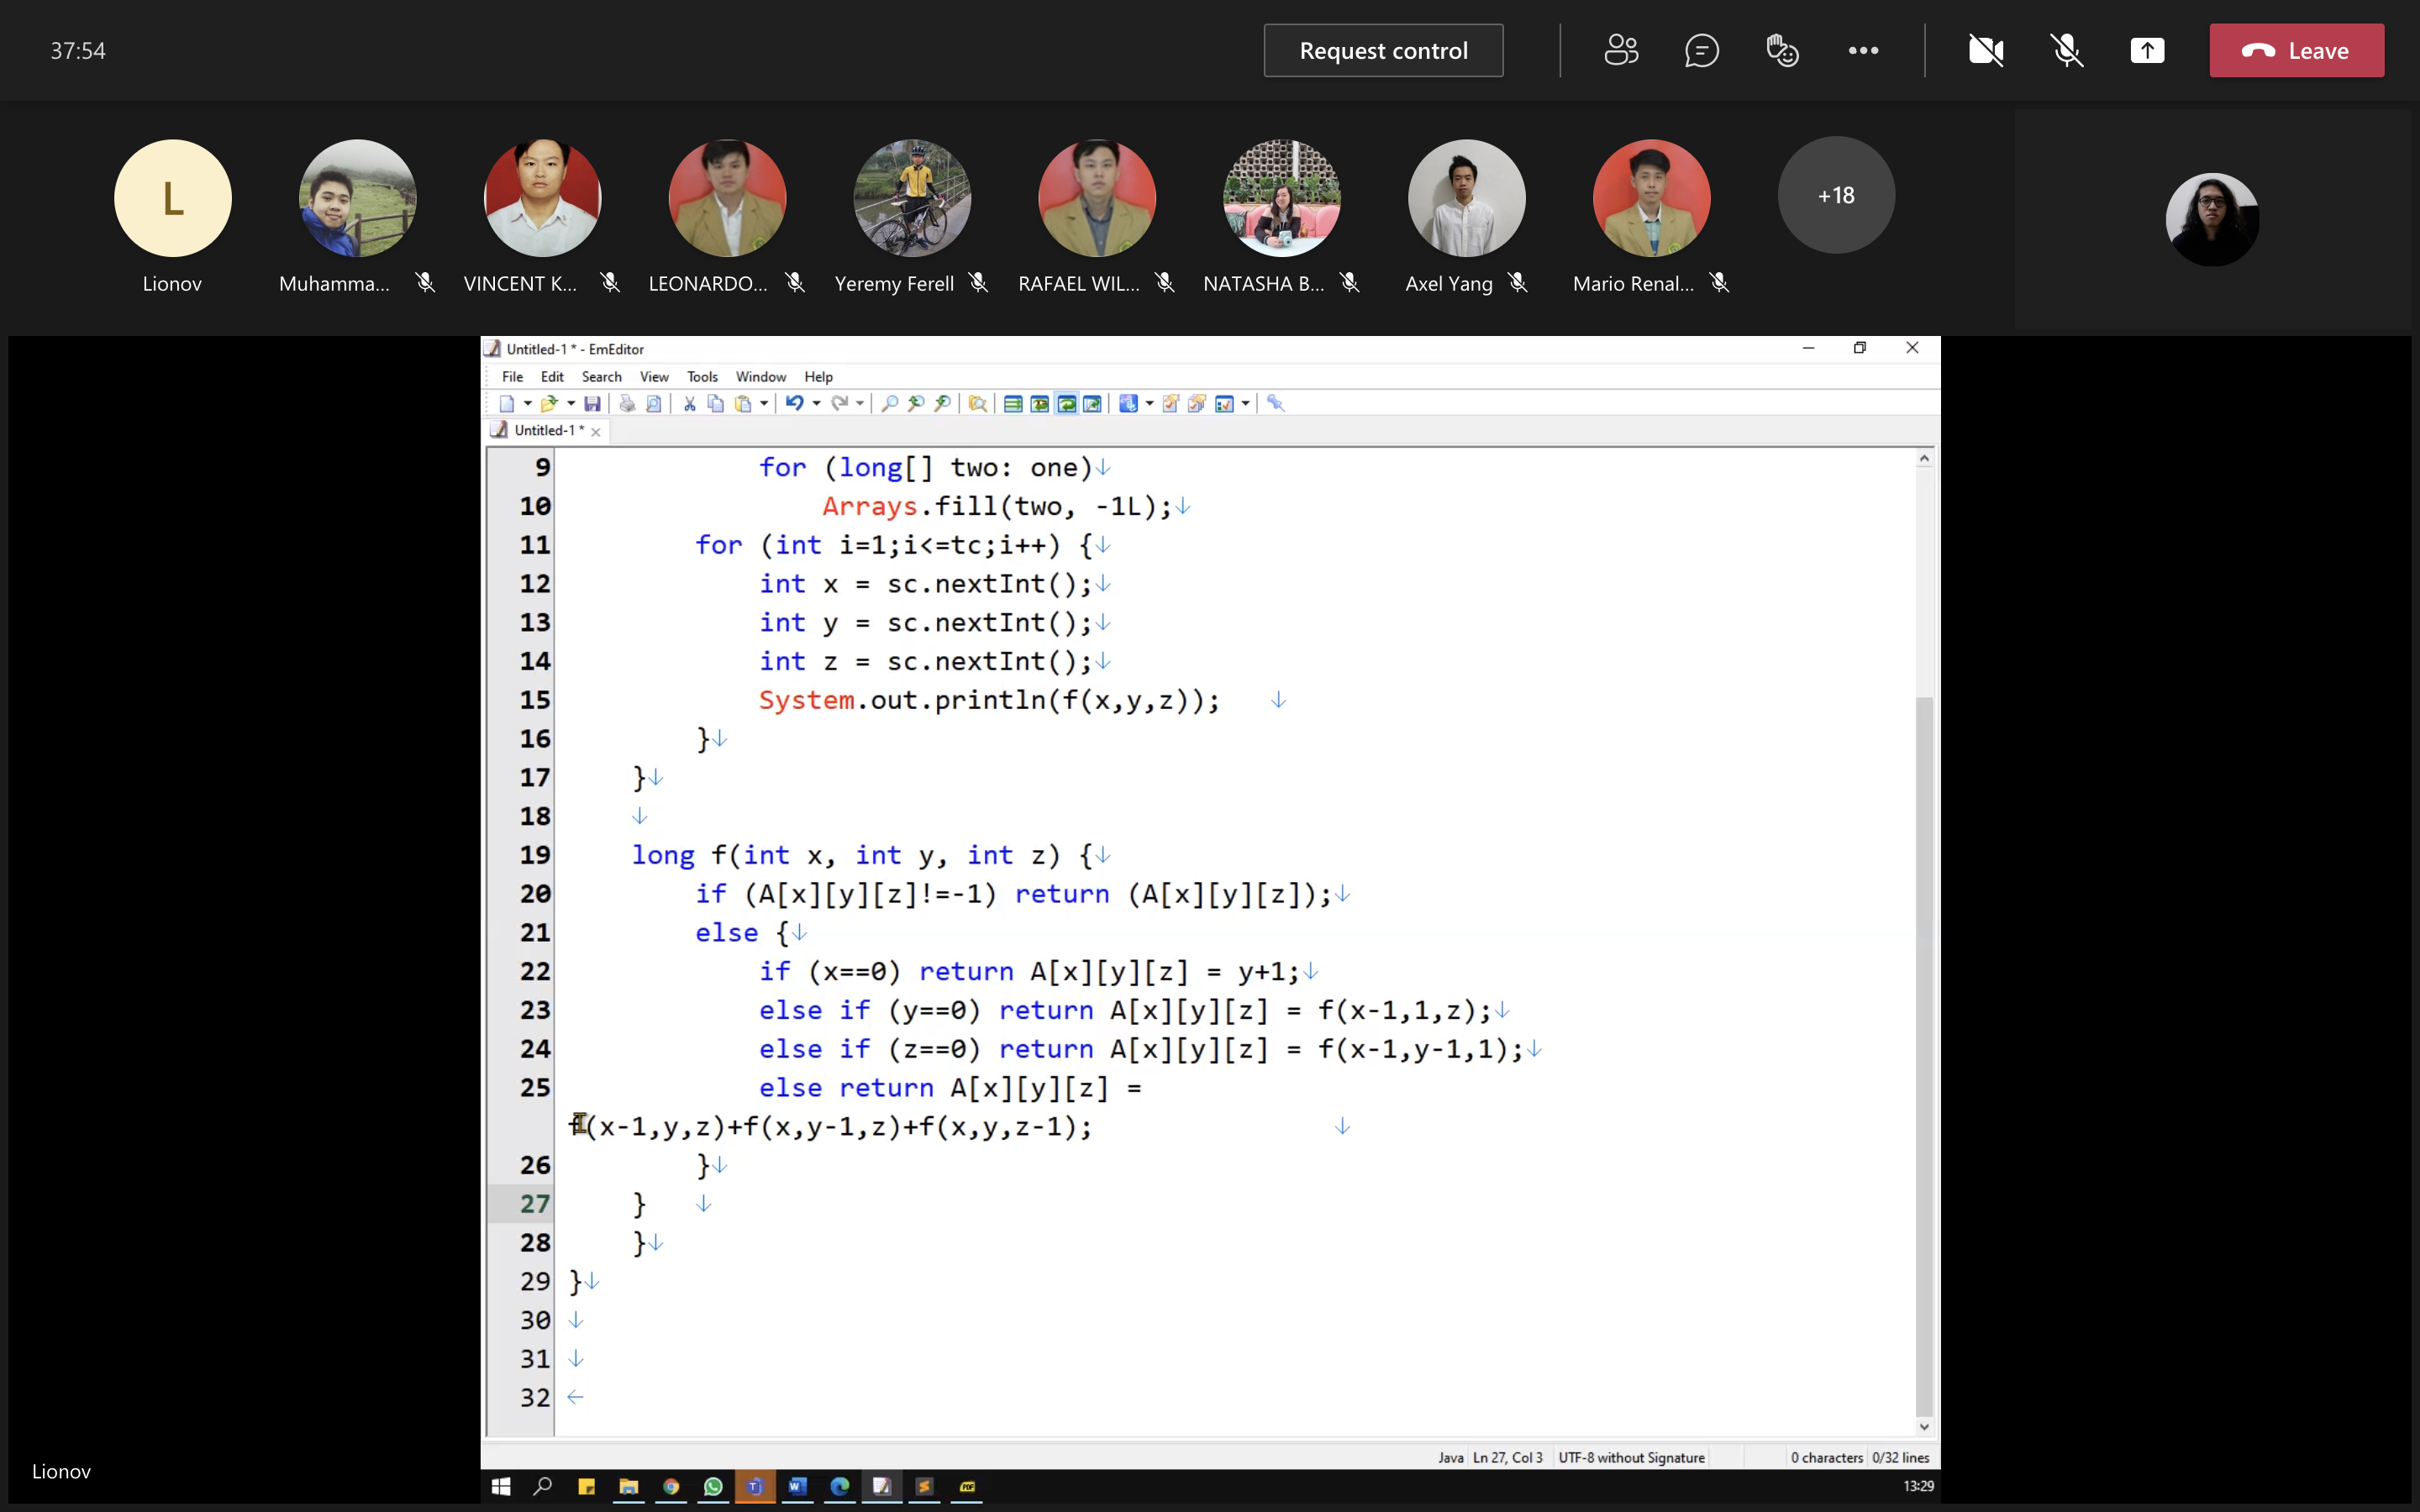 37:54
Request control
Leave
L
+18
Lionov
Muhamma...
VINCENT K...
LEONARDO...
Yeremy Ferell
RAFAEL WIL...
NATASHA B...
Axel Yang
Mario Renal...
Untitled-1 * - EmEditor
File Edit Search View Tools Window Help
Untitled-1 *
9 for (long[] two: one)↓
10 Arrays.fill(two, -1L);↓
11 for (int i=1;i<=tc;i++) {↓
12 int x = sc.nextInt();↓
13 int y = sc.nextInt();↓
14 int z = sc.nextInt();↓
15 System.out.println(f(x,y,z)); ↓
16 }↓
17 }↓
18 ↓
19 long f(int x, int y, int z) {↓
20 if (A[x][y][z]!=-1) return (A[x][y][z]);↓
21 else {↓
22 if (x==0) return A[x][y][z] = y+1;↓
23 else if (y==0) return A[x][y][z] = f(x-1,1,z);↓
24 else if (z==0) return A[x][y][z] = f(x-1,y-1,1);↓
25 else return A[x][y][z] =
f(x-1,y,z)+f(x,y-1,z)+f(x,y,z-1); ↓
26 }↓
27 } ↓
28 }↓
29 }↓
30 ↓
31 ↓
32 ←
Java Ln 27, Col 3 UTF-8 without Signature 0 characters 0/32 lines
Lionov
13:29